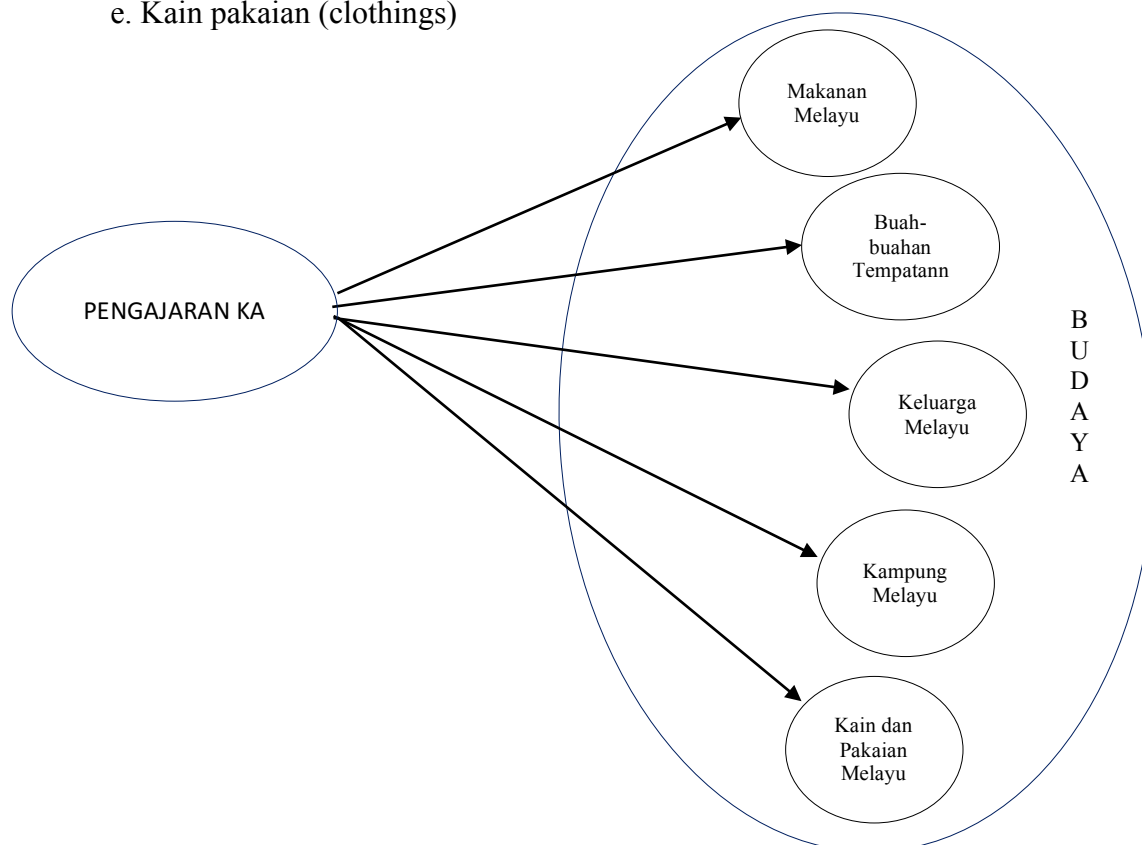 e. Kain pakaian (clothings)
Makanan
Melayu
Buah-
buahan
Tempatann
PENGAJARAN KA
B
U
D
A
Y
A
Keluarga
Melayu
Kampung
Melayu
Kain dan
Pakaian
Melayu